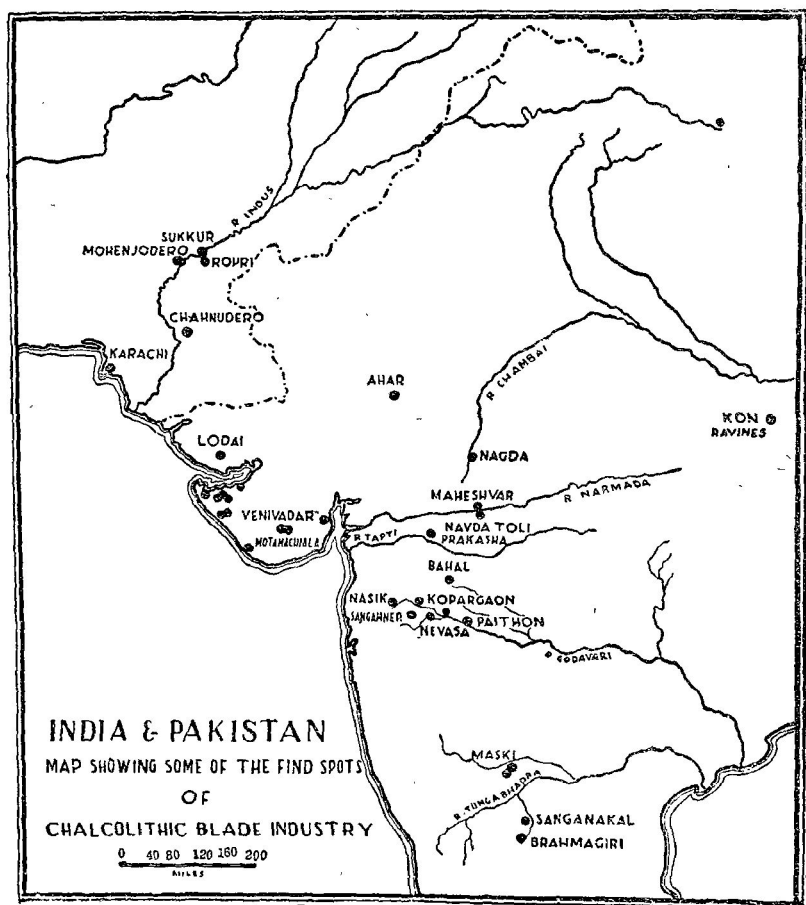 R INDUS
SUKKUR
MOHENJODERO
ROHRI
CHAHNUDERO
KARACHI
AHAR
R CHAMBAL
KON
RAVINES
LODAI
NAGDA
MAHESHVAR
R NARMADA
VENIVADAR
NAVDA TOLI
R TAPTI
PRAKASHA
MOTAMACHIALA
BAHAL
NASIK
KOPARGAON
SANGAHNER
PAITHON
NEVASA
R GODAVARI
INDIA & PAKISTAN
MAP SHOWING SOME OF THE FIND SPOTS
OF
CHALCOLITHIC BLADE INDUSTRY
0 40 80 120 160 200
MILES
MASKI
R. TUNGABHADRA
SANGANAKAL
BRAHMAGIRI